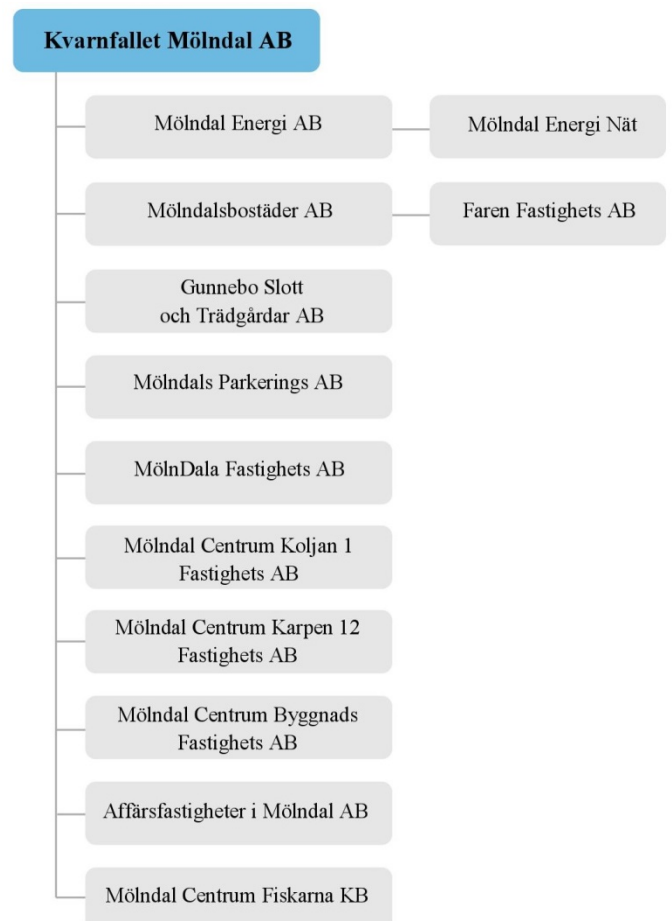 Kvarnfallet Mölndal AB
Mölndal Energi AB
Mölndal Energi Nät
Mölndalsbostäder AB
Faren Fastighets AB
Gunnebo Slott
och Trädgårdar AB
Mölndals Parkerings AB
MölnDala Fastighets AB
Mölndal Centrum Koljan 1
Fastighets AB
Mölndal Centrum Karpen 12
Fastighets AB
Mölndal Centrum Byggnads
Fastighets AB
Affärsfastigheter i Mölndal AB
Mölndal Centrum Fiskarna KB